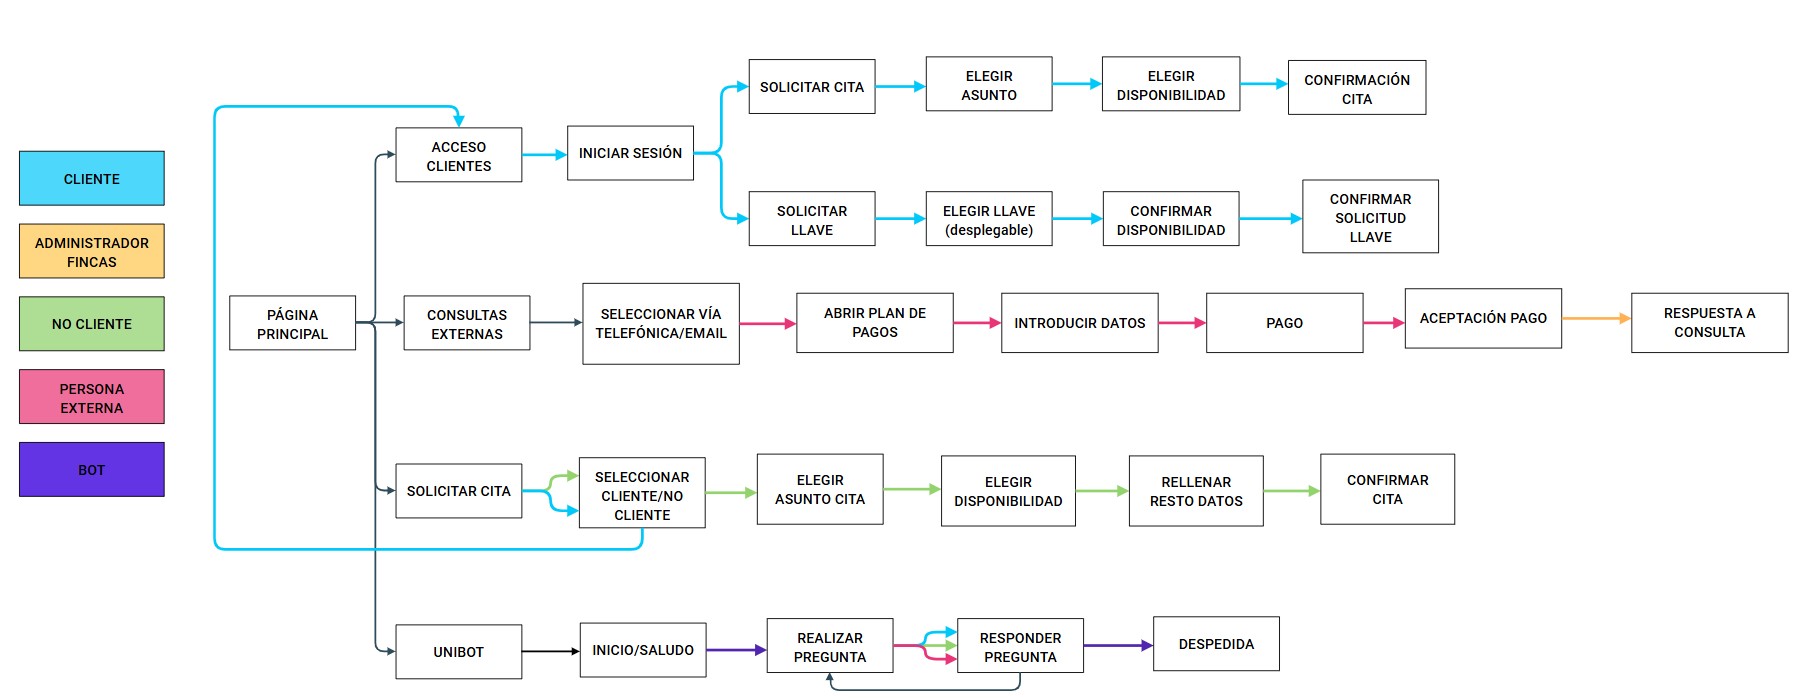 CLIENTE
ADMINISTRADOR
FINCAS
NO CLIENTE
PERSONA
EXTERNA
BOT
PÁGINA
PRINCIPAL
ACCESO
CLIENTES
INICIAR SESIÓN
SOLICITAR CITA
ELEGIR
ASUNTO
ELEGIR
DISPONIBILIDAD
CONFIRMACIÓN
CITA
SOLICITAR
LLAVE
ELEGIR LLAVE
(desplegable)
CONFIRMAR
DISPONIBILIDAD
CONFIRMAR
SOLICITUD
LLAVE
CONSULTAS
EXTERNAS
SELECCIONAR VÍA
TELEFÓNICA/EMAIL
ABRIR PLAN DE
PAGOS
INTRODUCIR DATOS
PAGO
ACEPTACIÓN PAGO
RESPUESTA A
CONSULTA
SOLICITAR CITA
SELECCIONAR
CLIENTE/NO
CLIENTE
ELEGIR
ASUNTO CITA
ELEGIR
DISPONIBILIDAD
RELLENAR
RESTO DATOS
CONFIRMAR
CITA
UNIBOT
INICIO/SALUDO
REALIZAR
PREGUNTA
RESPONDER
PREGUNTA
DESPEDIDA